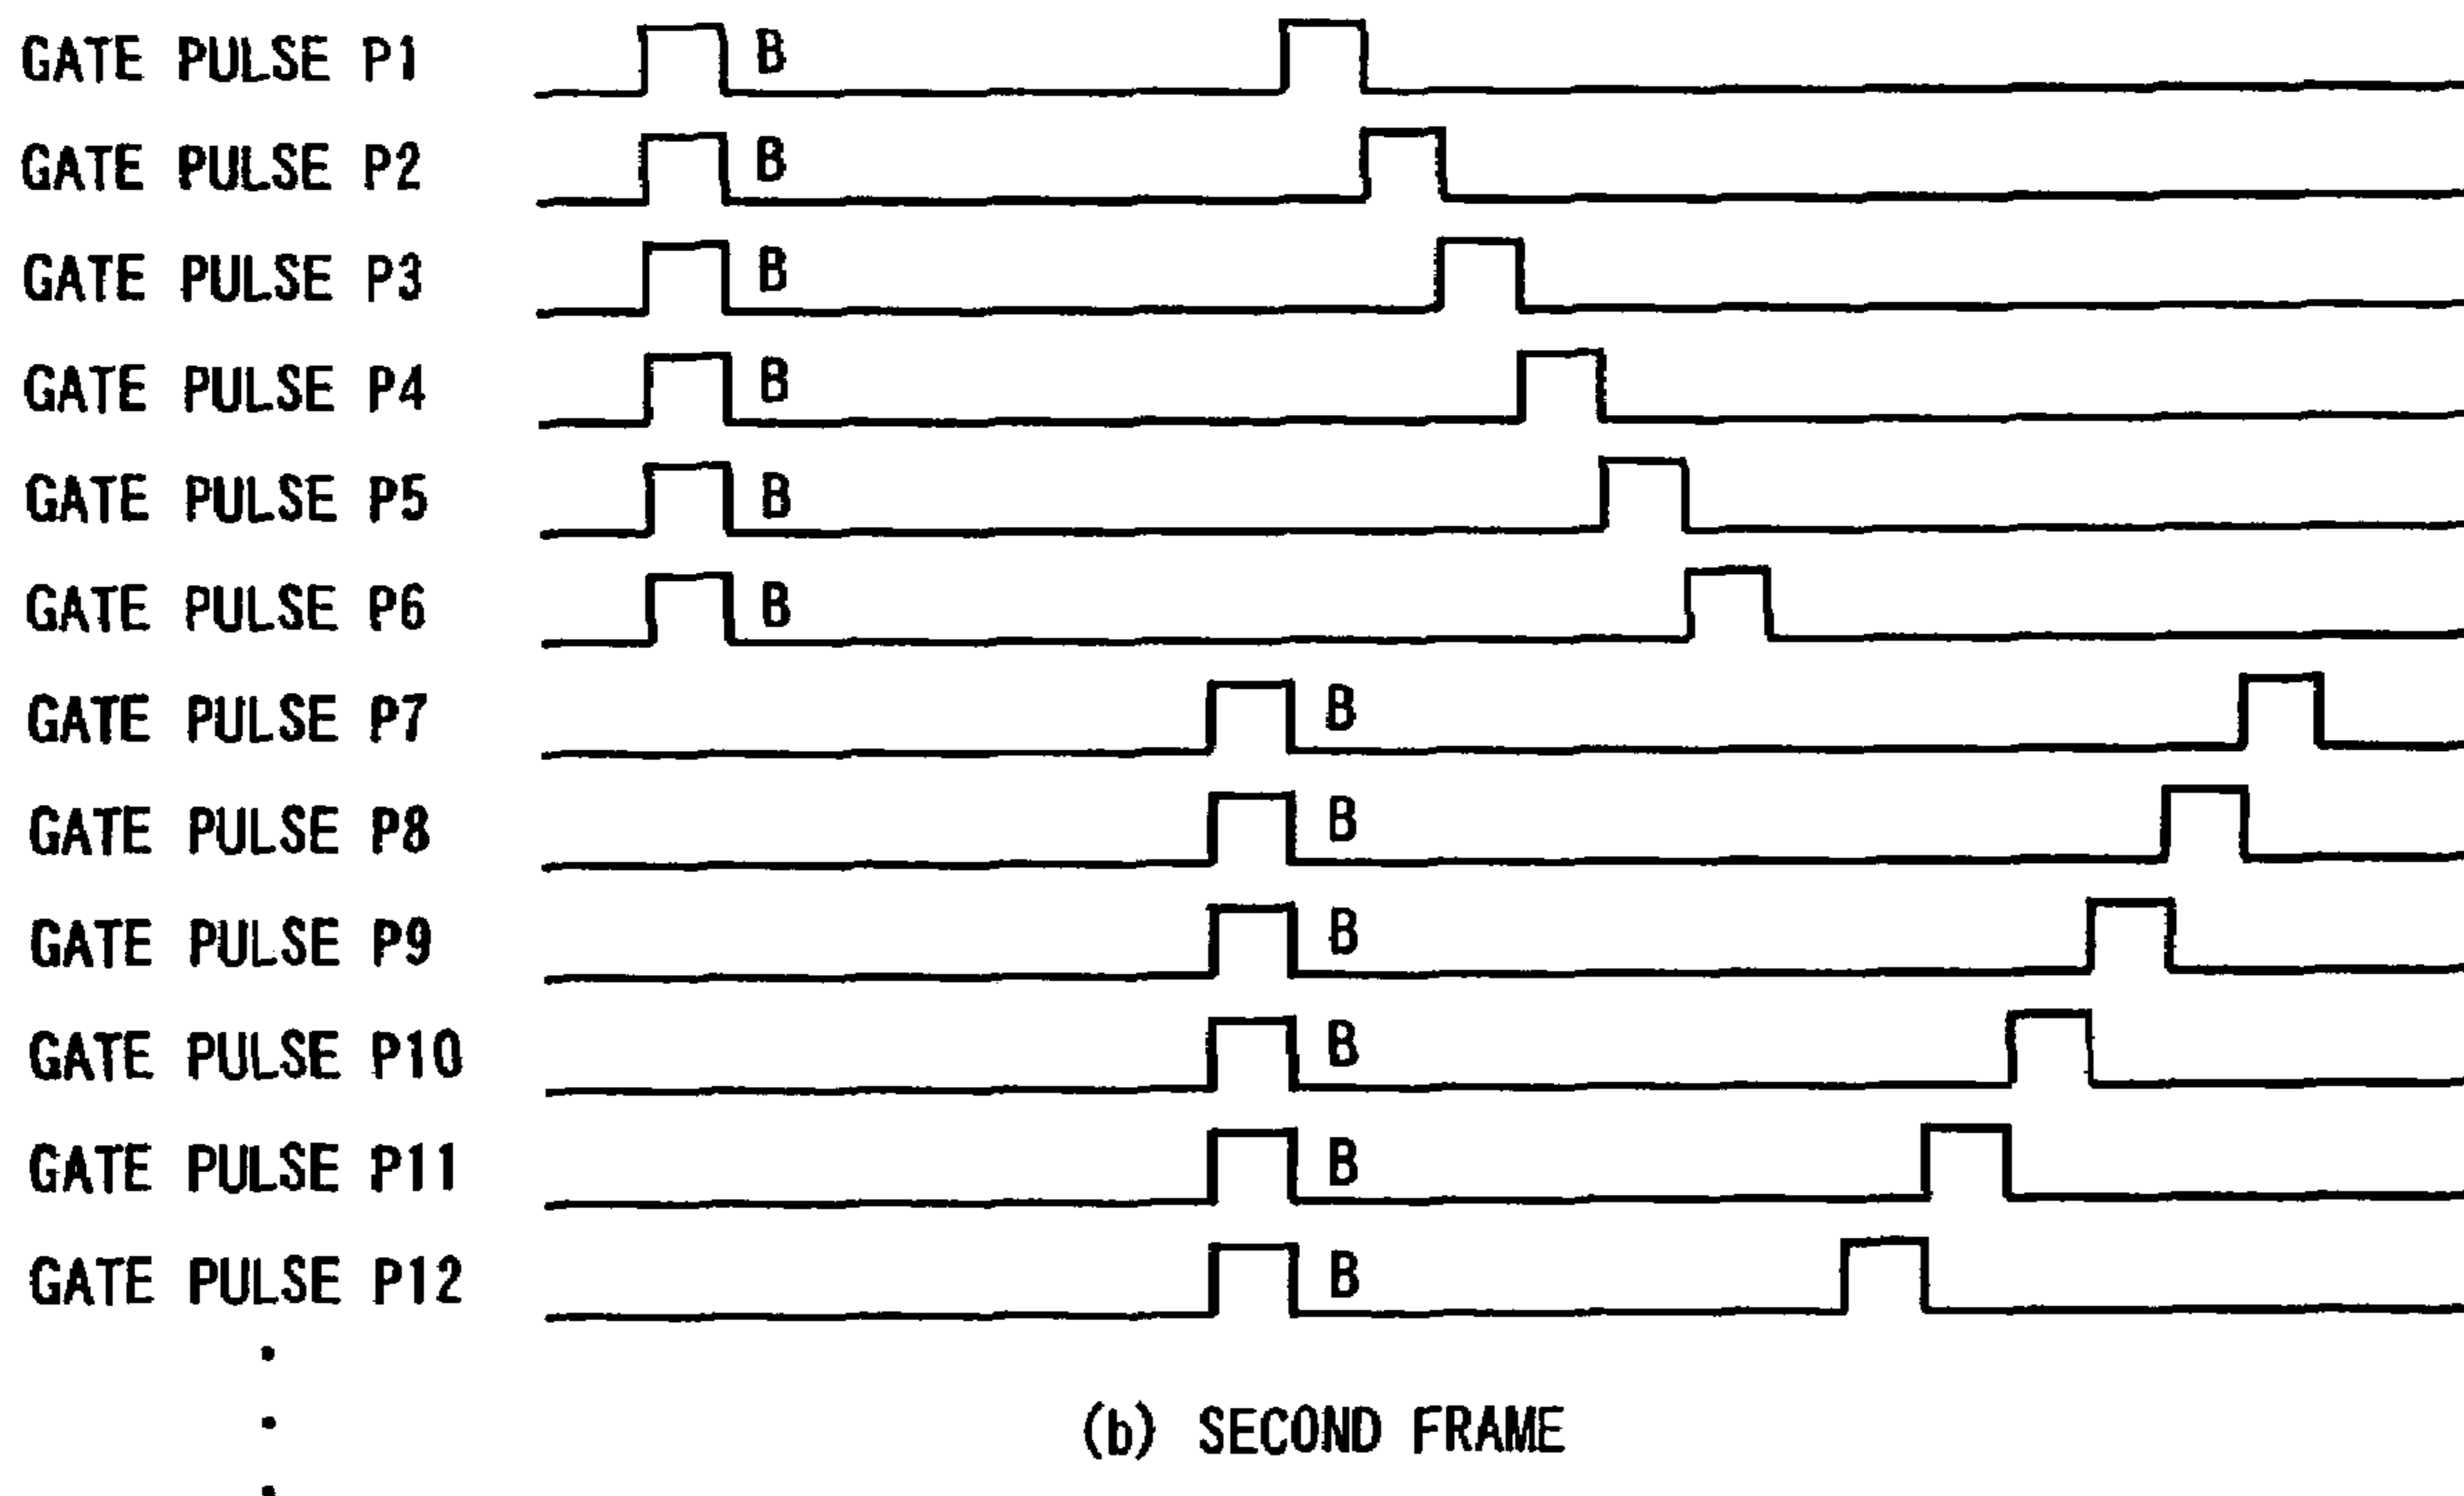 GATE PULSE P1 B
GATE PULSE P2 B
GATE PULSE P3 B
GATE PULSE P4 B
GATE PULSE P5 B
GATE PULSE P6 B
GATE PULSE P7 B
GATE PULSE P8 B
GATE PULSE P9 B
GATE PULSE P10 B
GATE PULSE P11 B
GATE PULSE P12 B
(b) SECOND FRAME